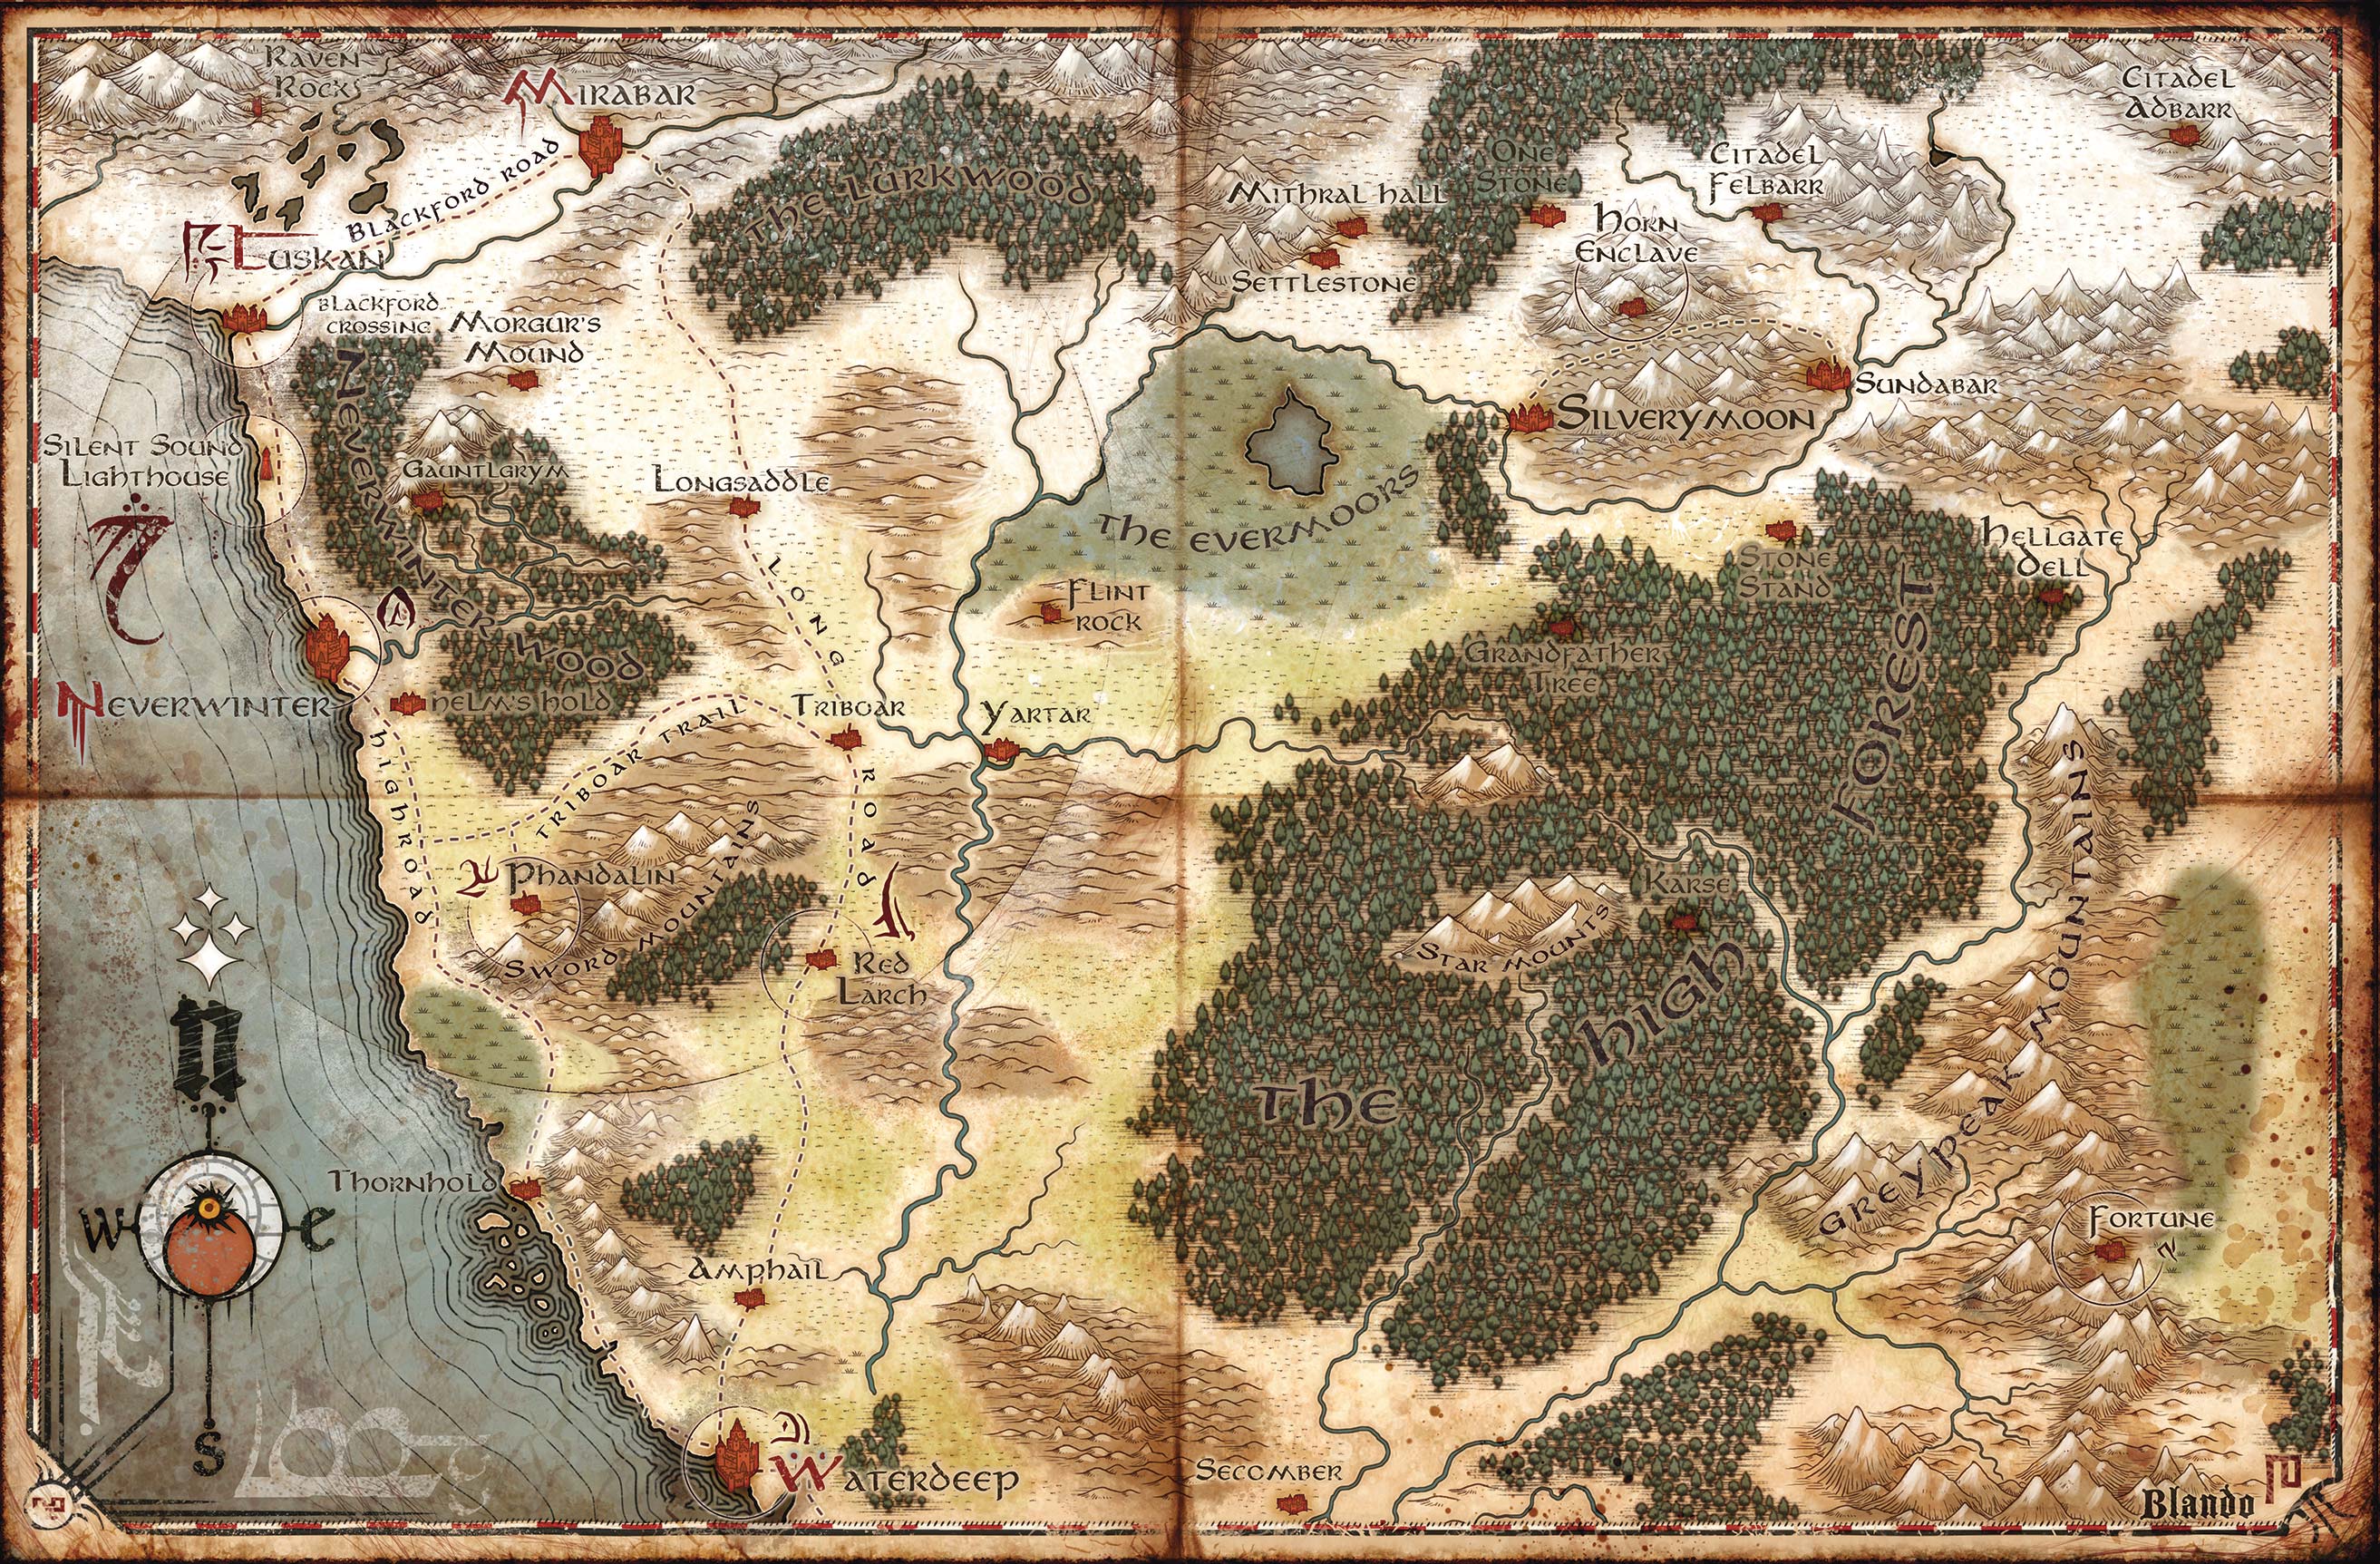 Raven
Rocks
Mirabar
Citadel
Adbarr
Blackford road
The Lurkwood
One
Stone
Citadel
Felbarr
Mithral hall
Horn
Enclave
Luskan
Settlestone
Blackford
crossing
Morgur's
Mound
Sundabar
Silverymoon
Silent Sound
Lighthouse
Gauntlgrym
Longsaddle
Neverwinter Wood
The Evermoors
Hellgate
Dell
Stone
Stand
Flint
rock
Grandfather
Tree
Long Road
Neverwinter
Helm's hold
Triboar
Yartar
Triboar Trail
Highroad
The High Forest
Phandalin
Sword Mountains
Karse
Star Mounts
Red
Larch
Greypeak Mountains
n
w
e
s
Thornhold
Fortune
Amphail
Waterdeep
Secomber
Blando